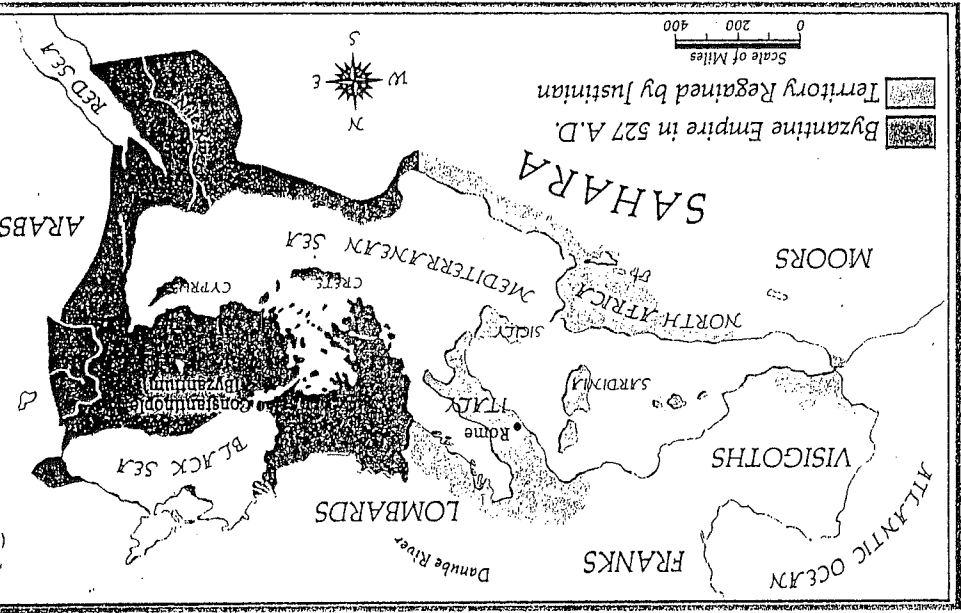 ATLANTIC OCEAN
FRANKS
Danube River
LOMBARDS
VISIGOTHS
BLACK SEA
Rome
ITALY
Constantinople
(Byzantium)
SARDINIA
SICILY
NORTH AFRICA
CRETE
CYPRUS
MEDITERRANEAN SEA
MOORS
ARABS
SAHARA
Byzantine Empire in 527 A.D.
Territory Regained by Justinian
N
W
E
S
RED SEA
Scale of Miles
0 200 400